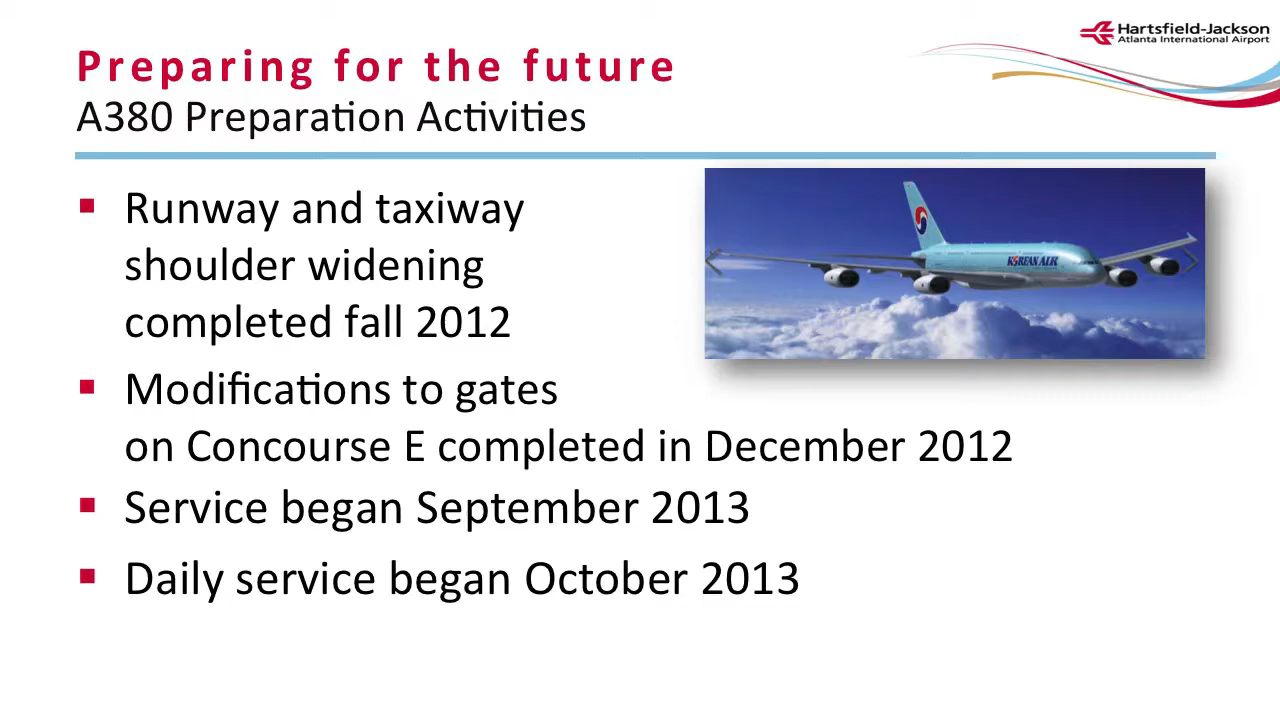 Hartsfield-Jackson
Atlanta International Airport
Preparing for the future
A380 Preparation Activities
▪ Runway and taxiway
shoulder widening
completed fall 2012
KOREAN AIR
▪ Modifications to gates
on Concourse E completed in December 2012
▪ Service began September 2013
▪ Daily service began October 2013